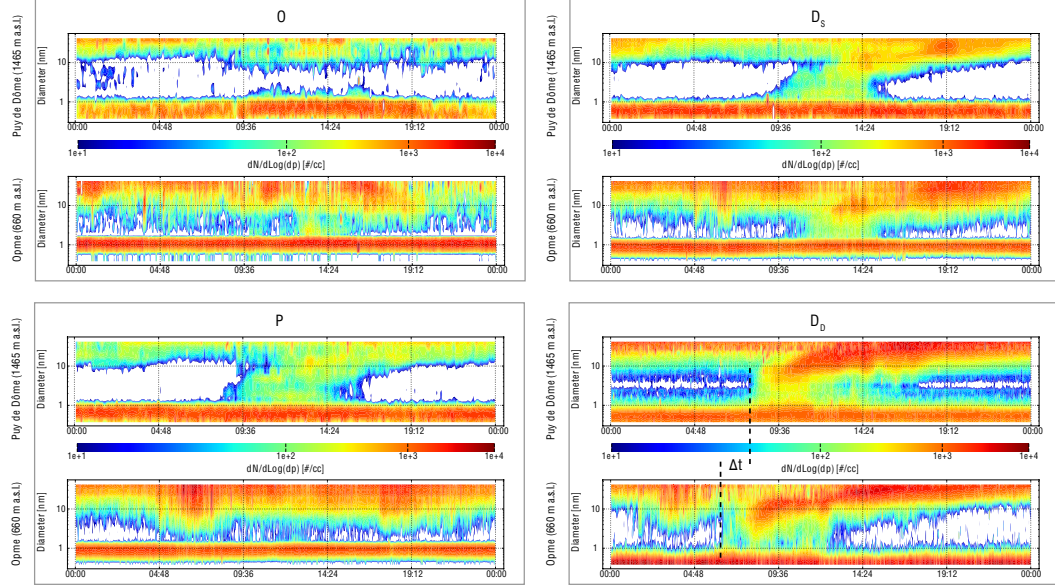 O
Puy de Dôme (1465 m a.s.l.)
Diameter [nm]
10
1
00:00 04:48 09:36 14:24 19:12 00:00
1e+1 1e+2 1e+3 1e+4
dN/dLog(dp) [#/cc]
Opme (660 m a.s.l.)
Diameter [nm]
10
1
00:00 04:48 09:36 14:24 19:12 00:00
D_S
Puy de Dôme (1465 m a.s.l.)
Diameter [nm]
10
1
00:00 04:48 09:36 14:24 19:12 00:00
1e+1 1e+2 1e+3 1e+4
dN/dLog(dp) [#/cc]
Opme (660 m a.s.l.)
Diameter [nm]
10
1
00:00 04:48 09:36 14:24 19:12 00:00
P
Puy de Dôme (1465 m a.s.l.)
Diameter [nm]
10
1
00:00 04:48 09:36 14:24 19:12 00:00
1e+1 1e+2 1e+3 1e+4
dN/dLog(dp) [#/cc]
Opme (660 m a.s.l.)
Diameter [nm]
10
1
00:00 04:48 09:36 14:24 19:12 00:00
D_D
Puy de Dôme (1465 m a.s.l.)
Diameter [nm]
10
1
00:00 04:48 09:36 14:24 19:12 00:00
1e+1 1e+2 1e+3 1e+4
Δt
dN/dLog(dp) [#/cc]
Opme (660 m a.s.l.)
Diameter [nm]
10
1
00:00 04:48 09:36 14:24 19:12 00:00